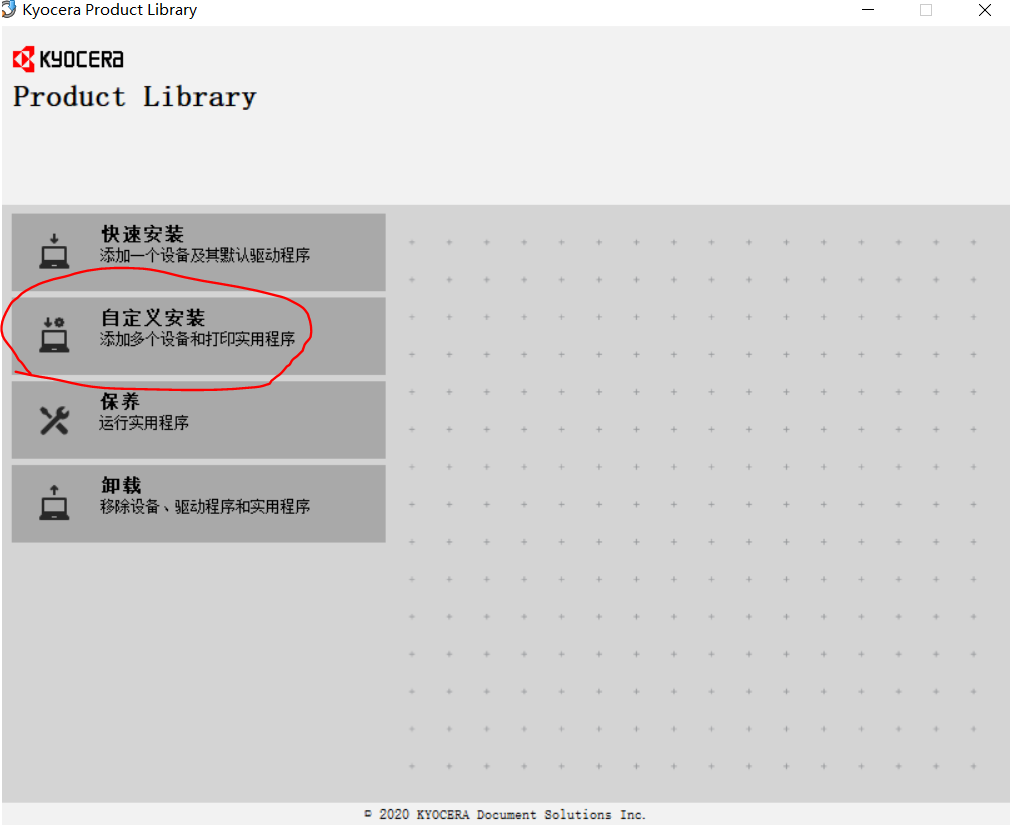 Kyocera Product Library
KYOCERA
Product Library
快速安装
添加一个设备及其默认驱动程序
自定义安装
添加多个设备和打印实用程序
保养
运行实用程序
卸载
移除设备、驱动程序和实用程序
© 2020 KYOCERA Document Solutions Inc.